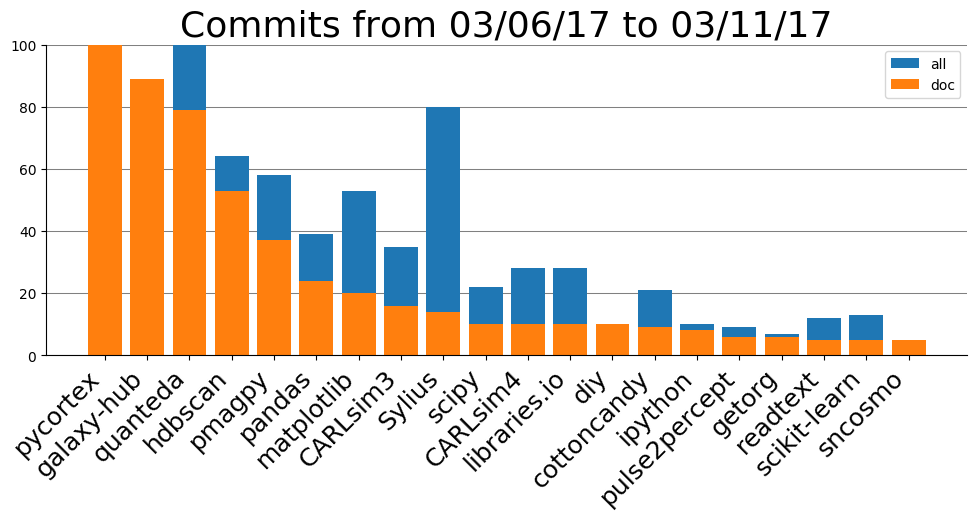 Commits from 03/06/17 to 03/11/17
100
80
60
40
20
0
all
doc
pycortex
galaxy-hub
quanteda
hdbscan
pmagpy
pandas
matplotlib
CARLsim3
Sylius
scipy
CARLsim4
libraries.io
diy
cottoncandy
ipython
pulse2percept
getorg
readtext
scikit-learn
sncosmo